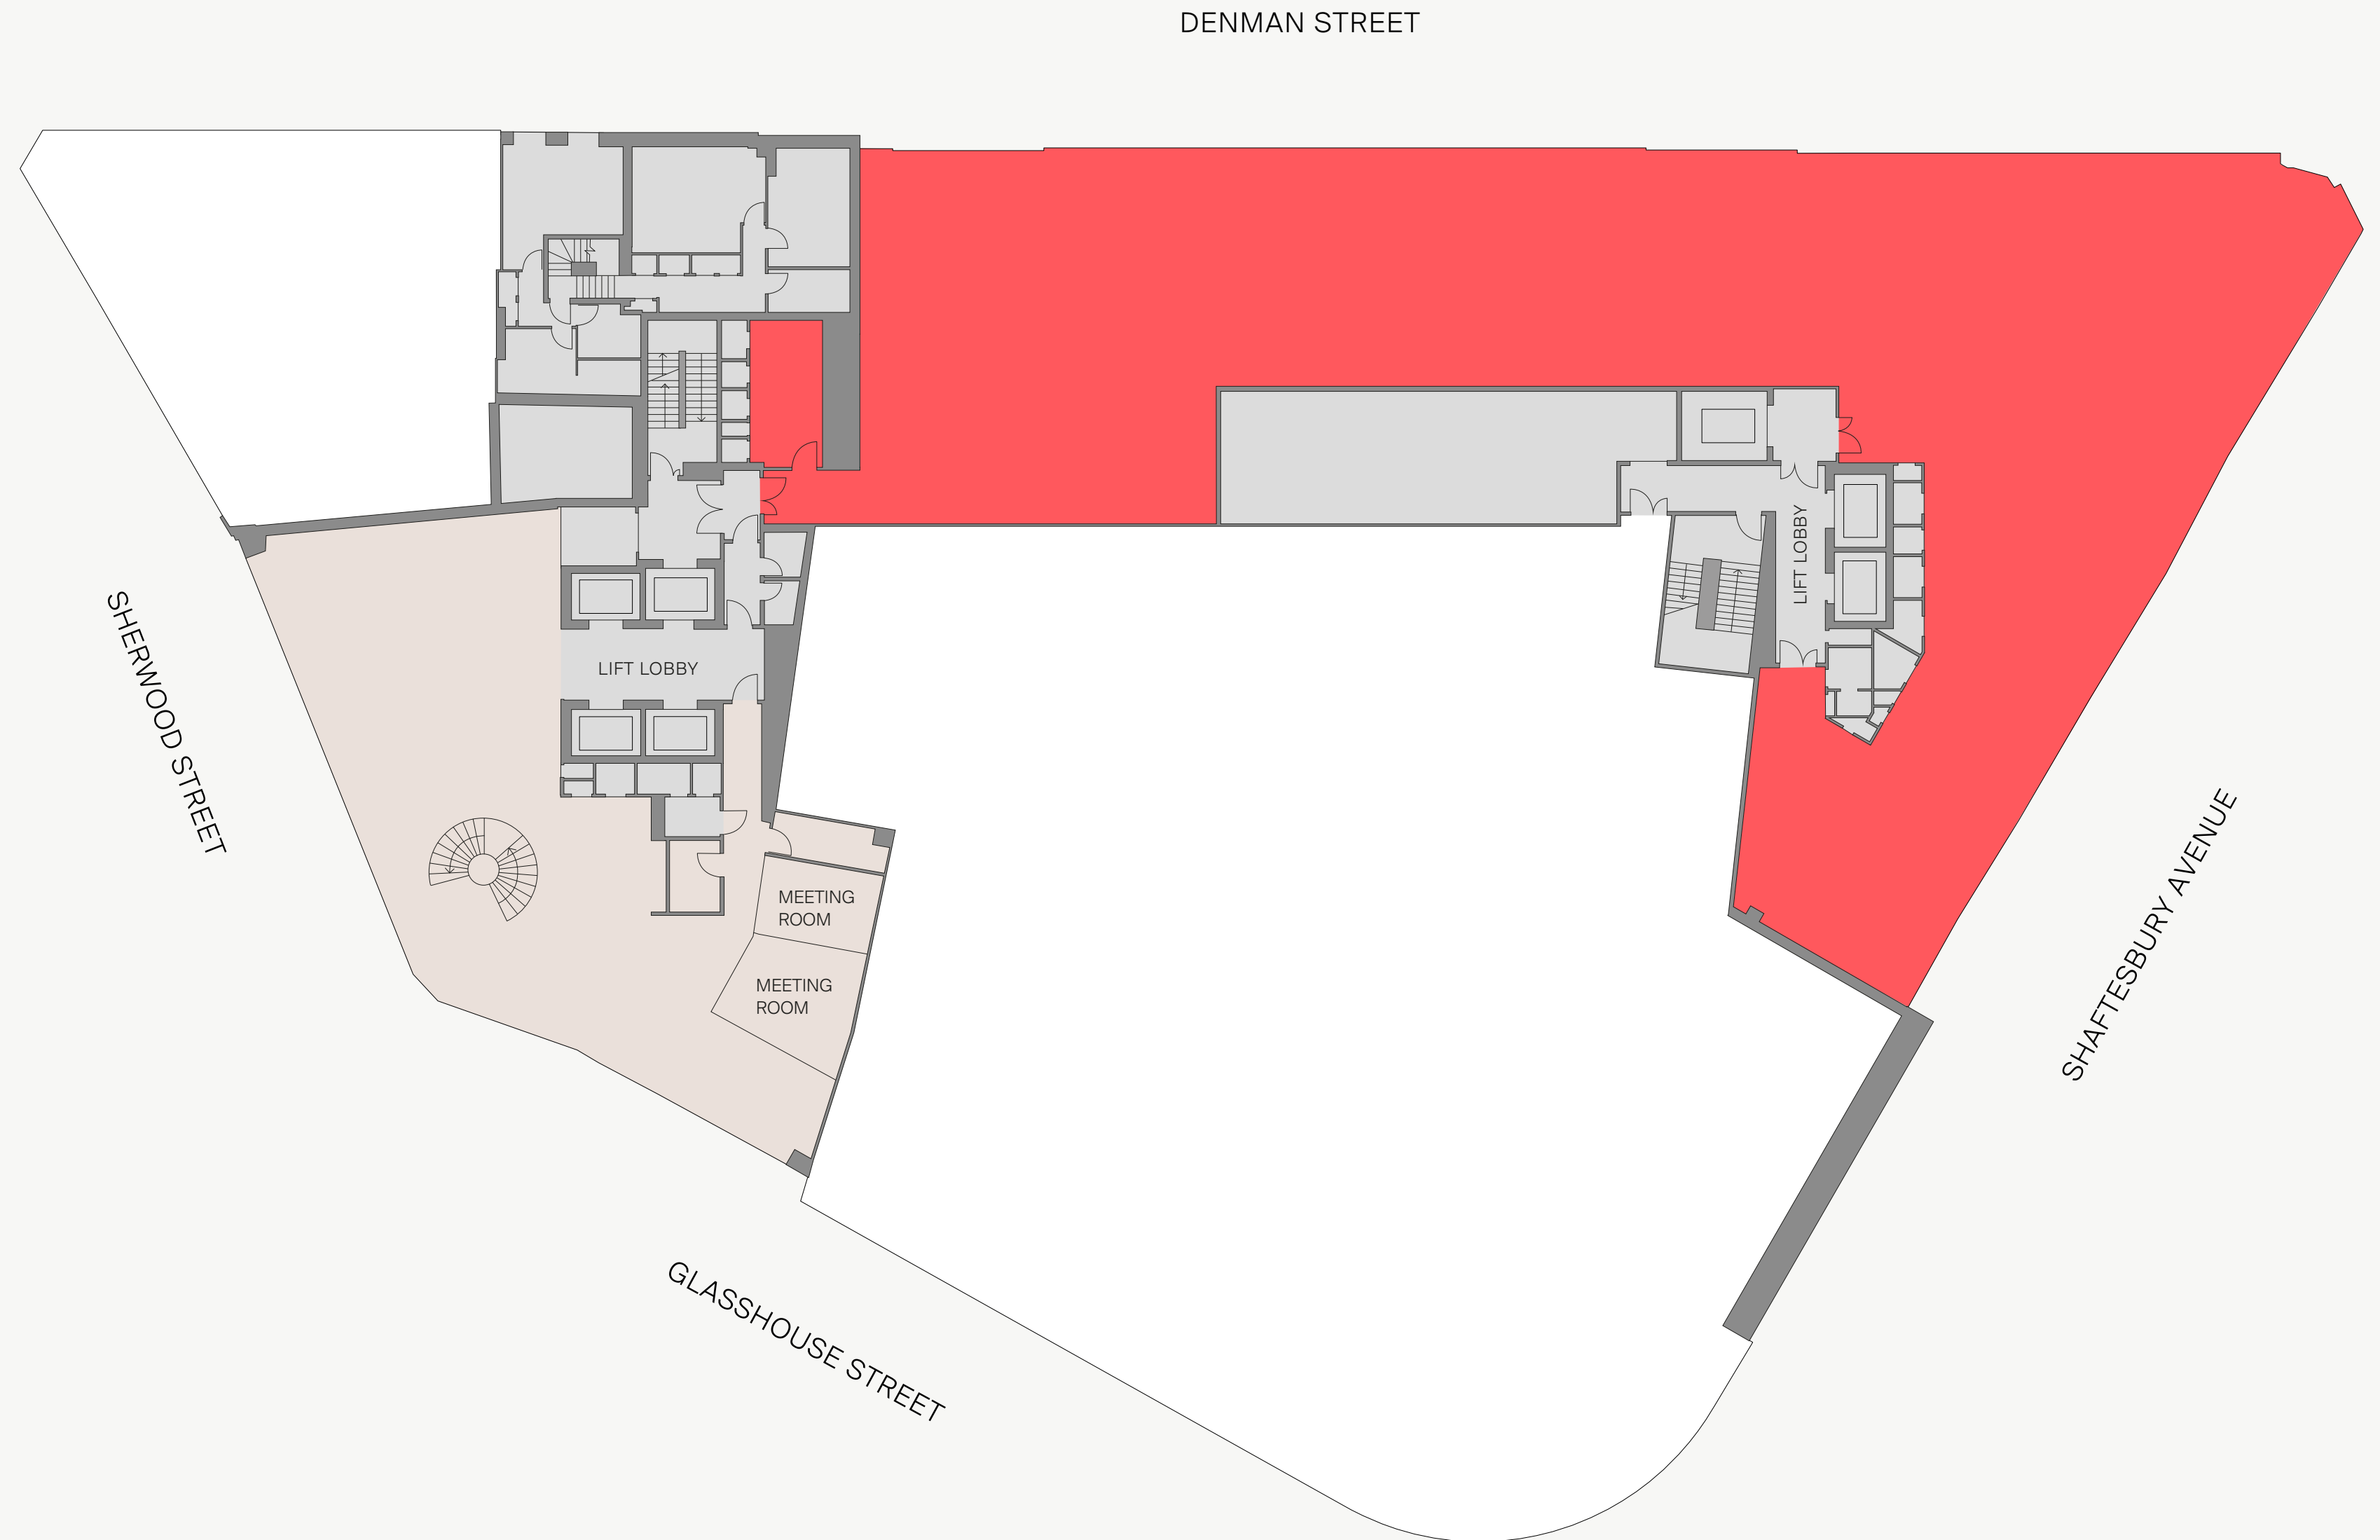 DENMAN STREET
LIFT LOBBY
SHERWOOD STREET
LIFT LOBBY
MEETING
ROOM
MEETING
ROOM
SHAFTESBURY AVENUE
GLASSHOUSE STREET